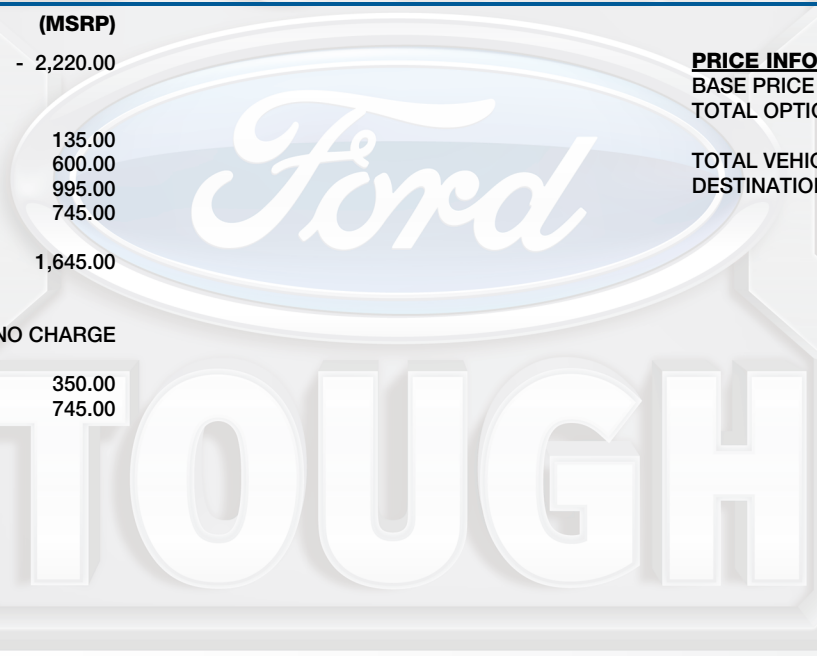 (MSRP)
- 2,220.00
135.00
600.00
995.00
745.00
1,645.00
NO CHARGE
350.00
745.00
PRICE INFO
BASE PRICE
TOTAL OPTIO
TOTAL VEHIC
DESTINATION
Ford
TOUGH